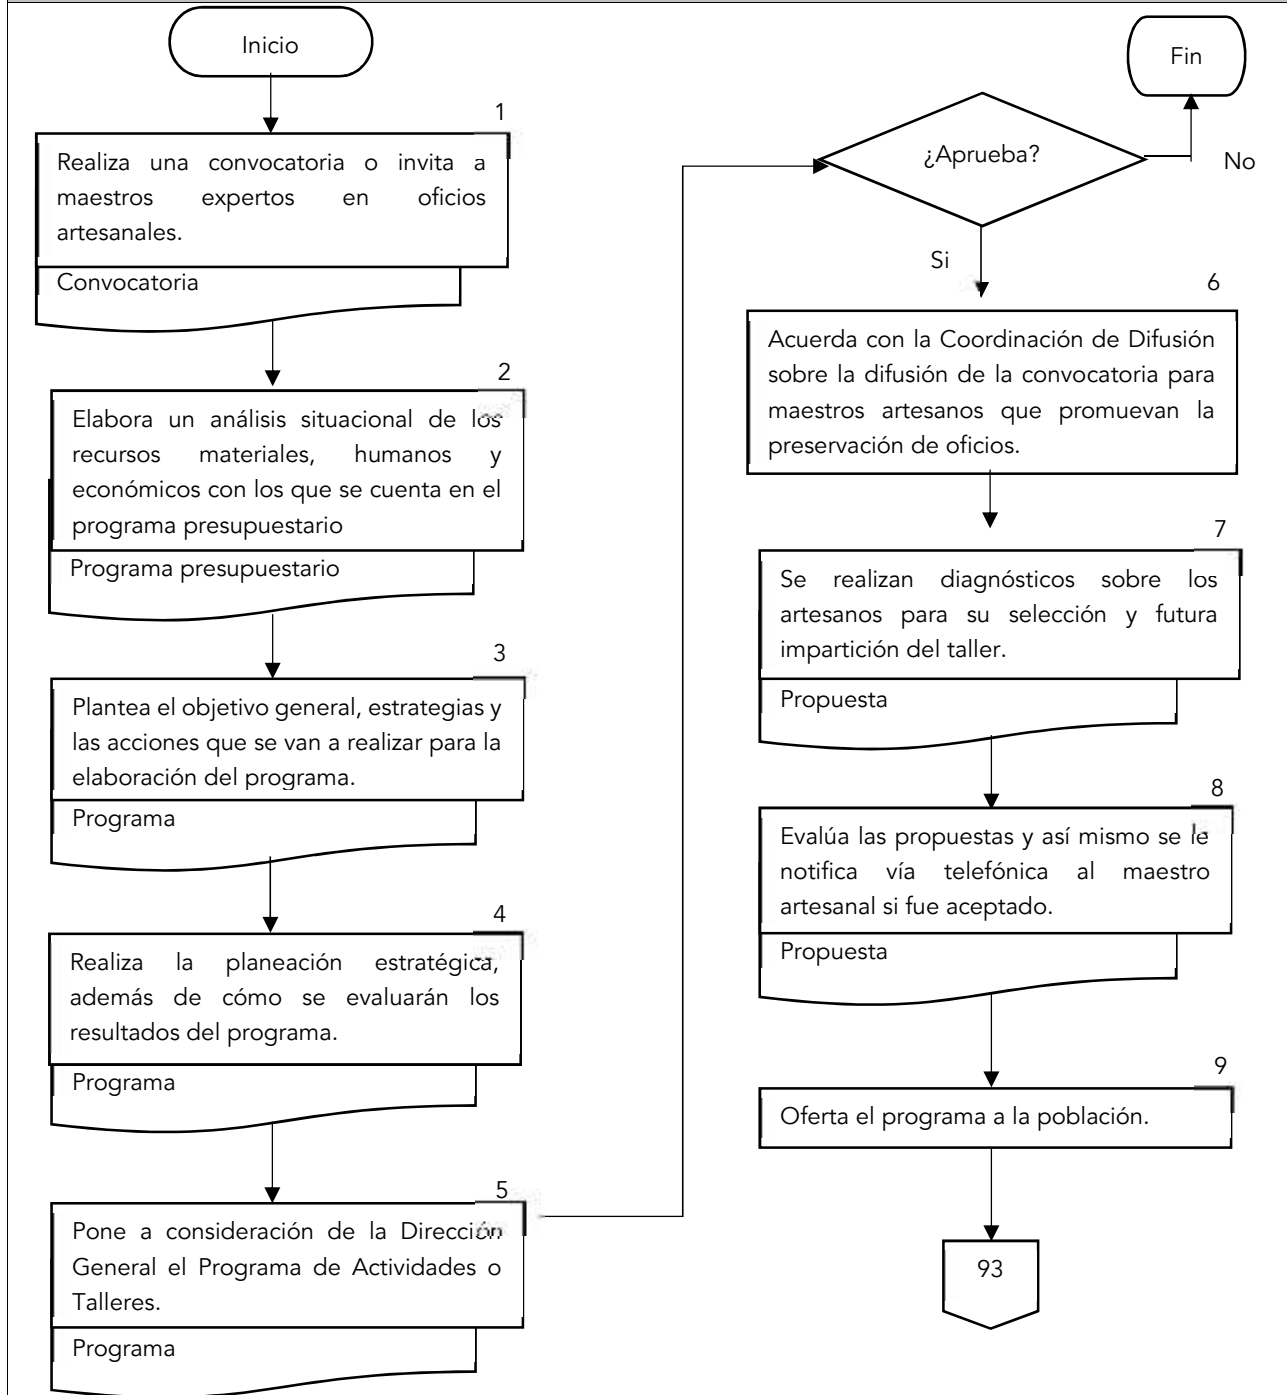 Inicio
1
Realiza una convocatoria o invita a
maestros expertos en oficios
artesanales.
Convocatoria
2
Elabora un análisis situacional de los
recursos materiales, humanos y
económicos con los que se cuenta en el
programa presupuestario
Programa presupuestario
3
Plantea el objetivo general, estrategias y
las acciones que se van a realizar para la
elaboración del programa.
Programa
4
Realiza la planeación estratégica,
además de cómo se evaluarán los
resultados del programa.
Programa
5
Pone a consideración de la Dirección
General el Programa de Actividades o
Talleres.
Programa
Fin
¿Aprueba?
No
Si
6
Acuerda con la Coordinación de Difusión
sobre la difusión de la convocatoria para
maestros artesanos que promuevan la
preservación de oficios.
7
Se realizan diagnósticos sobre los
artesanos para su selección y futura
impartición del taller.
Propuesta
8
Evalúa las propuestas y así mismo se le
notifica vía telefónica al maestro
artesanal si fue aceptado.
Propuesta
9
Oferta el programa a la población.
93